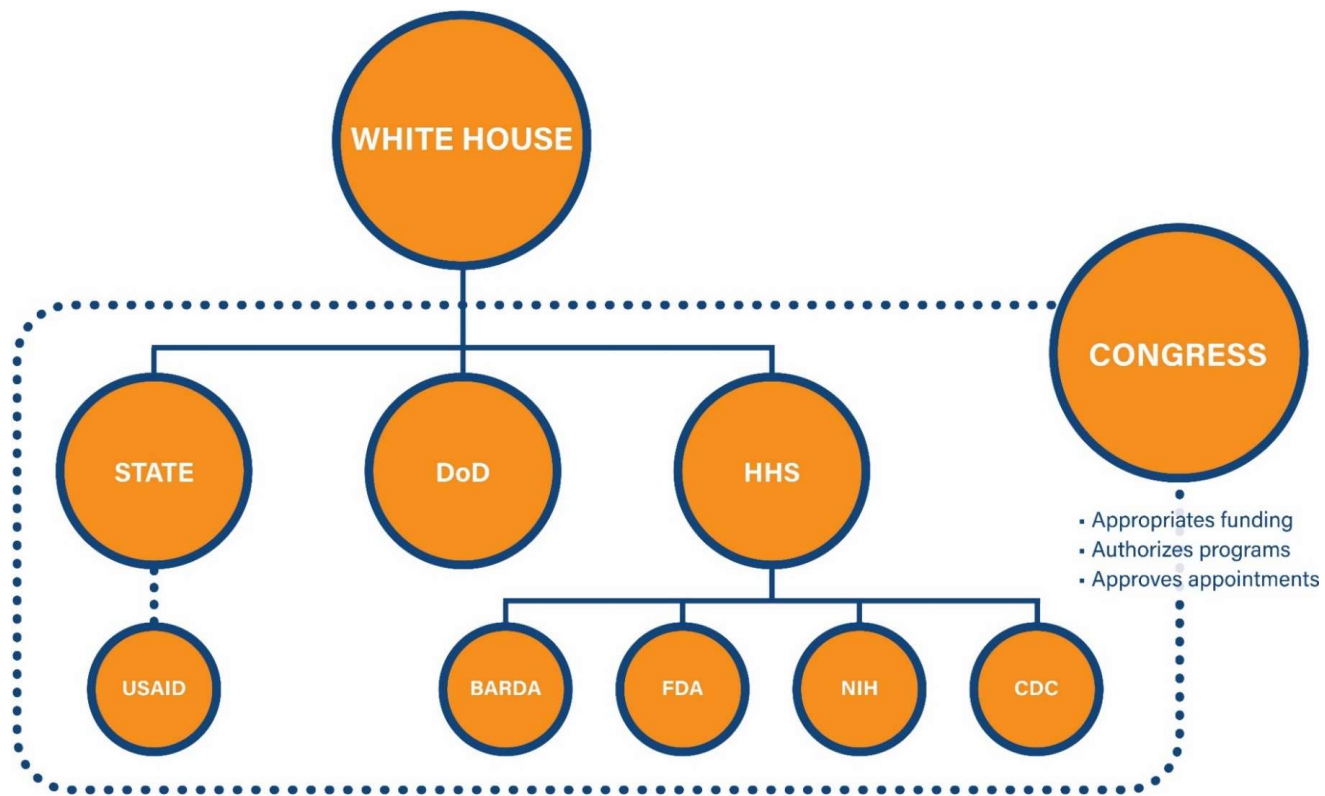 WHITE HOUSE
CONGRESS
STATE
DoD
HHS
▪ Appropriates funding
▪ Authorizes programs
▪ Approves appointments
USAID
BARDA
FDA
NIH
CDC